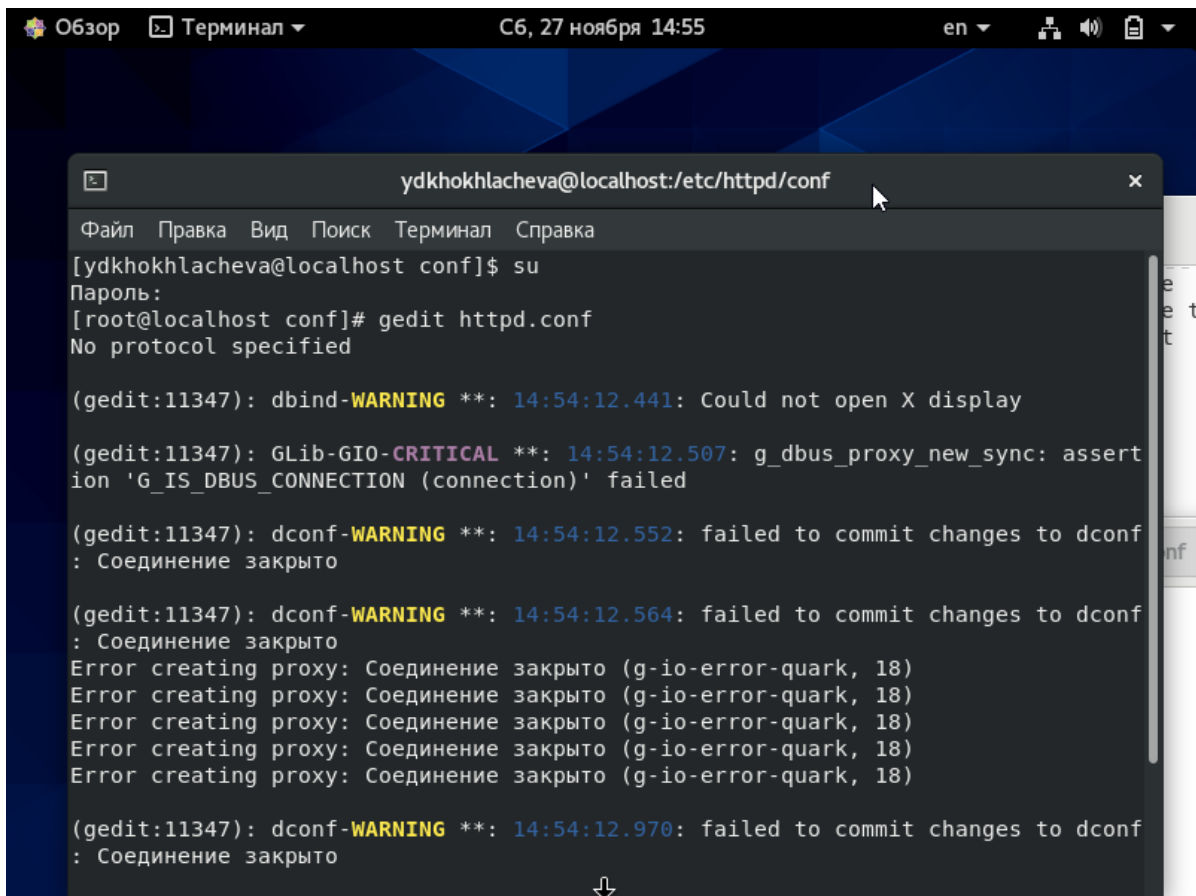 Обзор Терминал Сб, 27 ноября 14:55 en
ydkhokhlacheva@localhost:/etc/httpd/conf
Файл Правка Вид Поиск Терминал Справка
[ydkhokhlacheva@localhost conf]$ su
Пароль:
[root@localhost conf]# gedit httpd.conf
No protocol specified
(gedit:11347): dbind-WARNING **: 14:54:12.441: Could not open X display
(gedit:11347): GLib-GIO-CRITICAL **: 14:54:12.507: g_dbus_proxy_new_sync: assert
ion 'G_IS_DBUS_CONNECTION (connection)' failed
(gedit:11347): dconf-WARNING **: 14:54:12.552: failed to commit changes to dconf
: Соединение закрыто
(gedit:11347): dconf-WARNING **: 14:54:12.564: failed to commit changes to dconf
: Соединение закрыто
Error creating proxy: Соединение закрыто (g-io-error-quark, 18)
Error creating proxy: Соединение закрыто (g-io-error-quark, 18)
Error creating proxy: Соединение закрыто (g-io-error-quark, 18)
Error creating proxy: Соединение закрыто (g-io-error-quark, 18)
Error creating proxy: Соединение закрыто (g-io-error-quark, 18)
(gedit:11347): dconf-WARNING **: 14:54:12.970: failed to commit changes to dconf
: Соединение закрыто